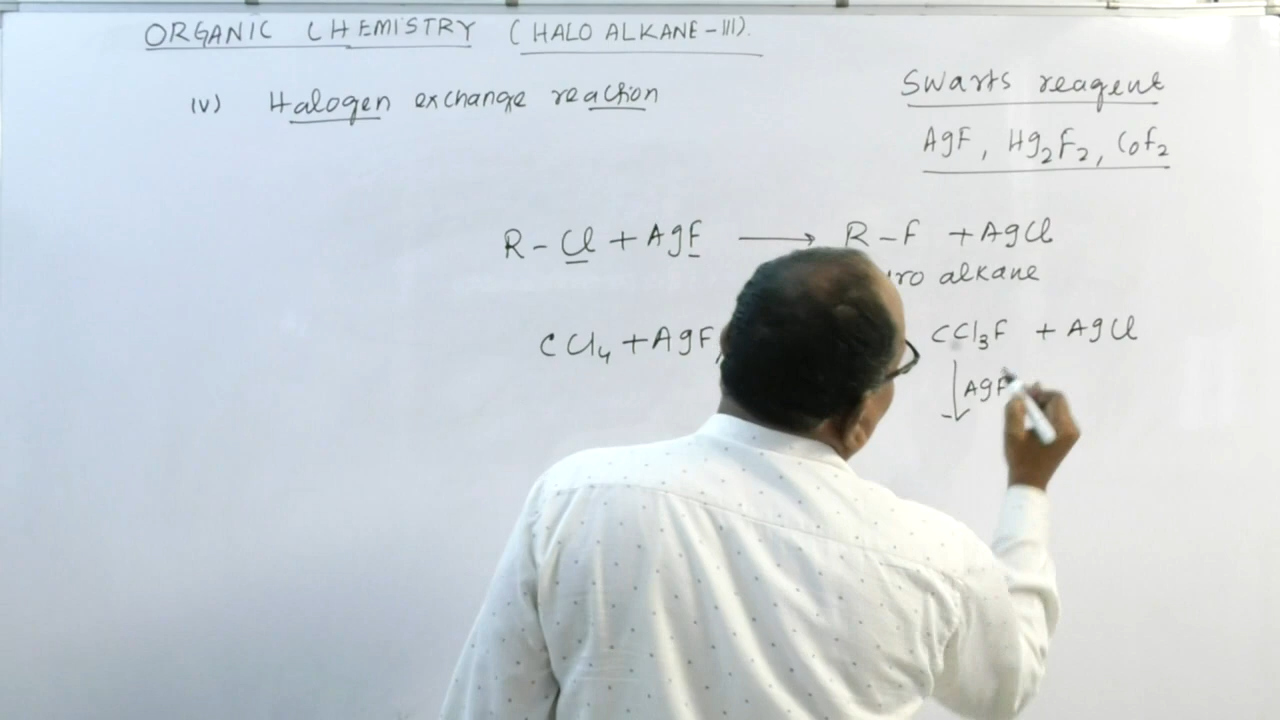 ORGANIC CHEMISTRY (HALO ALKANE-III).
(IV) Halogen exchange reaction
Swarts reagent
AgF, Hg₂F₂, CoF₂
R-Cl + AgF ⟶ R-F + AgCl
alkane
CCl₄ + AgF CCl₃F + AgCl
↓ AgF